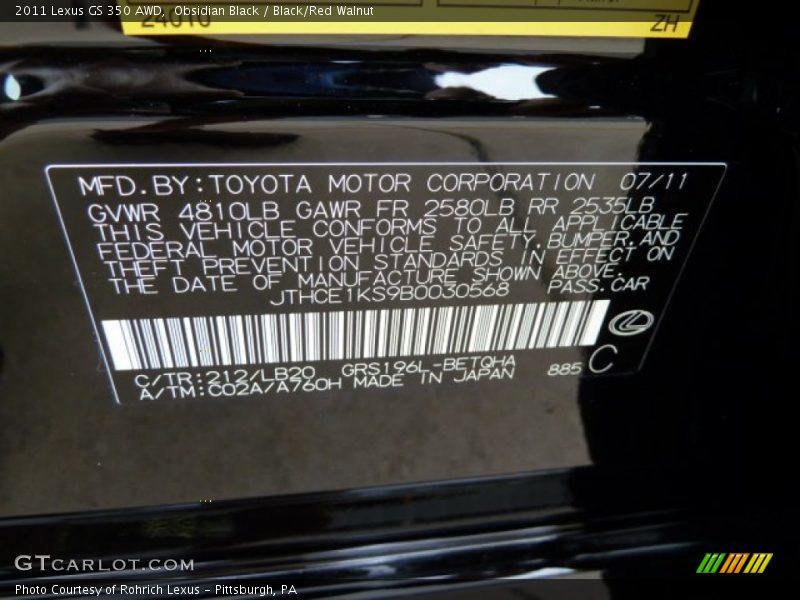 2011 Lexus GS 350 AWD,  Obsidian Black / Black/Red Walnut
24010 ZH
MFD.BY:TOYOTA MOTOR CORPORATION 07/11
GVWR 4810LB GAWR FR 2580LB RR 2535LB
THIS VEHICLE CONFORMS TO ALL APPLICABLE
FEDERAL MOTOR VEHICLE SAFETY,BUMPER,AND
THEFT PREVENTION STANDARDS IN EFFECT ON
THE DATE OF MANUFACTURE SHOWN ABOVE.
JTHCE1KS9B0030568 PASS.CAR
C/TR:212/LB20 GRS196L-BETQHA
A/TM:C02A/A760H MADE IN JAPAN 885 C
GTCARLOT.COM
Photo Courtesy of Rohrich Lexus - Pittsburgh, PA